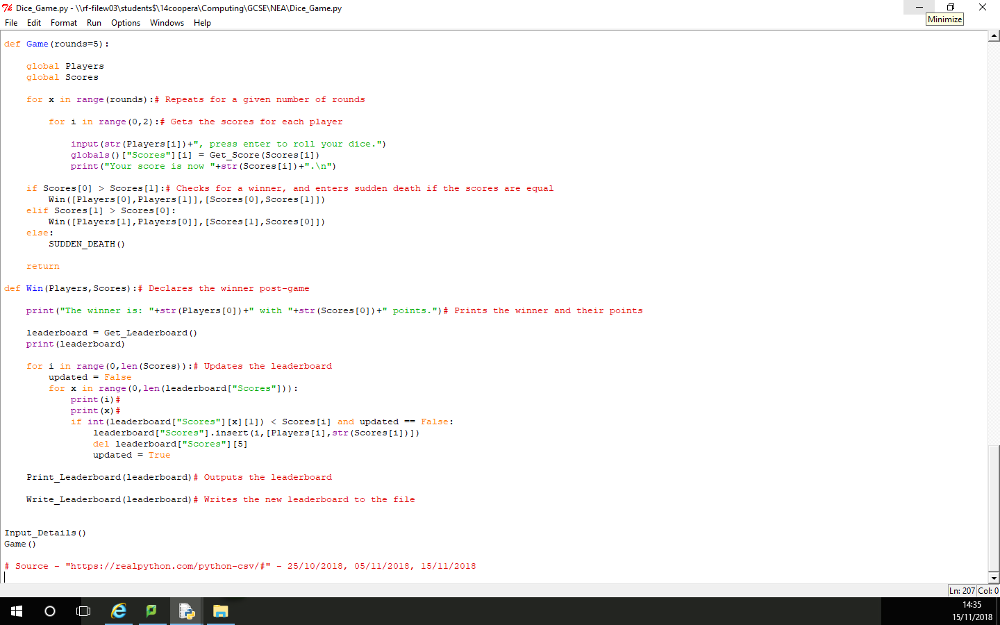 Dice_Game.py - \\rf-filew03\students$\14coopera\Computing\GCSE\NEA\Dice_Game.py
Minimize
File Edit Format Run Options Windows Help
def Game(rounds=5):
    global Players
    global Scores
    for x in range(rounds):# Repeats for a given number of rounds
        for i in range(0,2):# Gets the scores for each player
            input(str(Players[i])+", press enter to roll your dice.")
            globals()["Scores"][i] = Get_Score(Scores[i])
            print("Your score is now "+str(Scores[i])+".\n")
    if Scores[0] > Scores[1]:# Checks for a winner, and enters sudden death if the scores are equal
        Win([Players[0],Players[1]],[Scores[0],Scores[1]])
    elif Scores[1] > Scores[0]:
        Win([Players[1],Players[0]],[Scores[1],Scores[0]])
    else:
        SUDDEN_DEATH()
    return
def Win(Players,Scores):# Declares the winner post-game
    print("The winner is: "+str(Players[0])+" with "+str(Scores[0])+" points.")# Prints the winner and their points
    leaderboard = Get_Leaderboard()
    print(leaderboard)
    for i in range(0,len(Scores)):# Updates the leaderboard
        updated = False
        for x in range(0,len(leaderboard["Scores"])):
            print(i)#
            print(x)#
            if int(leaderboard["Scores"][x][1]) < Scores[i] and updated == False:
                leaderboard["Scores"].insert(i,[Players[i],str(Scores[i])])
                del leaderboard["Scores"][5]
                updated = True
    Print_Leaderboard(leaderboard)# Outputs the leaderboard
    Write_Leaderboard(leaderboard)# Writes the new leaderboard to the file
Input_Details()
Game()
# Source - "https://realpython.com/python-csv/#" - 25/10/2018, 05/11/2018, 15/11/2018
Ln: 207 Col: 0
14:35
15/11/2018